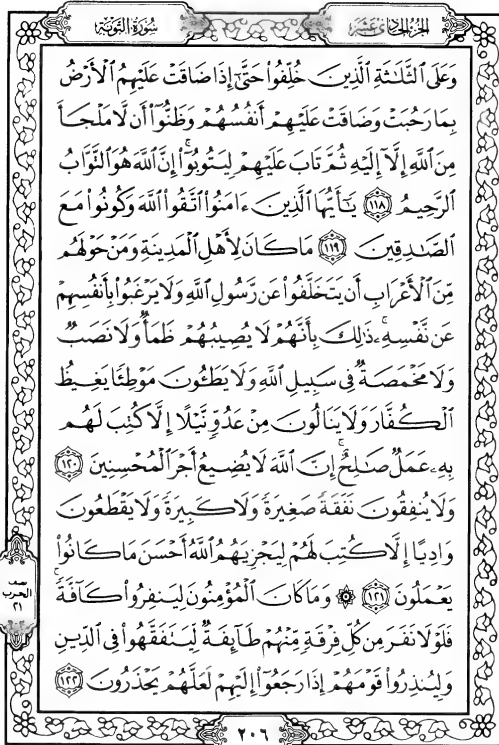 الجزء الحادي عشر
سورة التوبة
وَعَلَى ٱلثَّلَٰثَةِ ٱلَّذِينَ خُلِّفُوا۟ حَتَّىٰٓ إِذَا ضَاقَتْ عَلَيْهِمُ ٱلْأَرْضُ
بِمَا رَحُبَتْ وَضَاقَتْ عَلَيْهِمْ أَنفُسُهُمْ وَظَنُّوٓا۟ أَن لَّا مَلْجَأَ
مِنَ ٱللَّهِ إِلَّآ إِلَيْهِ ثُمَّ تَابَ عَلَيْهِمْ لِيَتُوبُوٓا۟ ۚ إِنَّ ٱللَّهَ هُوَ ٱلتَّوَّابُ
ٱلرَّحِيمُ ١١٨ يَٰٓأَيُّهَا ٱلَّذِينَ ءَامَنُوا۟ ٱتَّقُوا۟ ٱللَّهَ وَكُونُوا۟ مَعَ
ٱلصَّٰدِقِينَ ١١٩ مَا كَانَ لِأَهْلِ ٱلْمَدِينَةِ وَمَنْ حَوْلَهُم
مِّنَ ٱلْأَعْرَابِ أَن يَتَخَلَّفُوا۟ عَن رَّسُولِ ٱللَّهِ وَلَا يَرْغَبُوا۟ بِأَنفُسِهِمْ
عَن نَّفْسِهِۦ ۚ ذَٰلِكَ بِأَنَّهُمْ لَا يُصِيبُهُمْ ظَمَأٌ وَلَا نَصَبٌ
وَلَا مَخْمَصَةٌ فِى سَبِيلِ ٱللَّهِ وَلَا يَطَـُٔونَ مَوْطِئًا يَغِيظُ
ٱلْكُفَّارَ وَلَا يَنَالُونَ مِنْ عَدُوٍّ نَّيْلًا إِلَّا كُتِبَ لَهُم
بِهِۦ عَمَلٌ صَٰلِحٌ ۚ إِنَّ ٱللَّهَ لَا يُضِيعُ أَجْرَ ٱلْمُحْسِنِينَ ١٢٠
وَلَا يُنفِقُونَ نَفَقَةً صَغِيرَةً وَلَا كَبِيرَةً وَلَا يَقْطَعُونَ
وَادِيًا إِلَّا كُتِبَ لَهُمْ لِيَجْزِيَهُمُ ٱللَّهُ أَحْسَنَ مَا كَانُوا۟
يَعْمَلُونَ ١٢١ ۞ وَمَا كَانَ ٱلْمُؤْمِنُونَ لِيَنفِرُوا۟ كَآفَّةً ۚ
فَلَوْلَا نَفَرَ مِن كُلِّ فِرْقَةٍ مِّنْهُمْ طَآئِفَةٌ لِّيَتَفَقَّهُوا۟ فِى ٱلدِّينِ
وَلِيُنذِرُوا۟ قَوْمَهُمْ إِذَا رَجَعُوٓا۟ إِلَيْهِمْ لَعَلَّهُمْ يَحْذَرُونَ ١٢٢
نصف
الحزب
٢١
٢٠٦